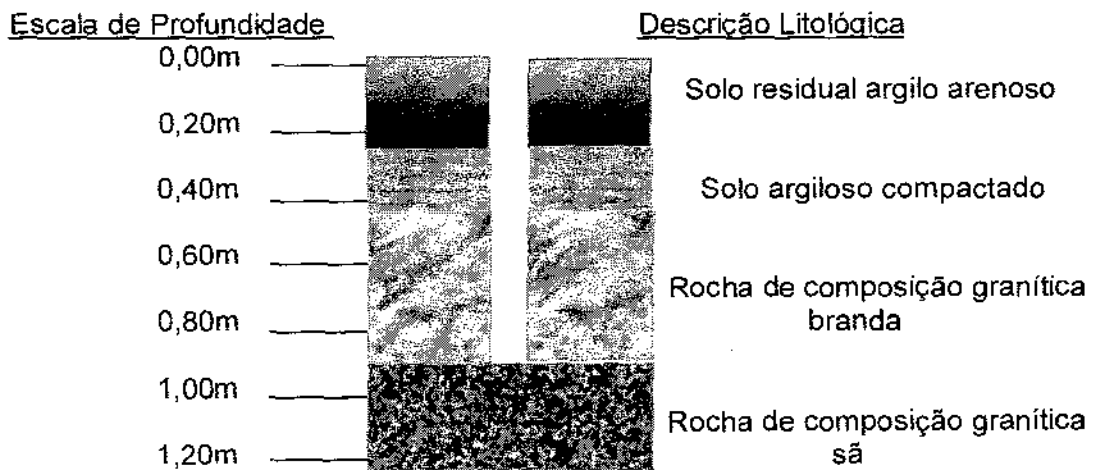 Escala de Profundidade
Descrição Litológica
0,00m
Solo residual argilo arenoso
0,20m
0,40m
Solo argiloso compactado
0,60m
Rocha de composição granítica
branda
0,80m
1,00m
Rocha de composição granítica
sã
1,20m